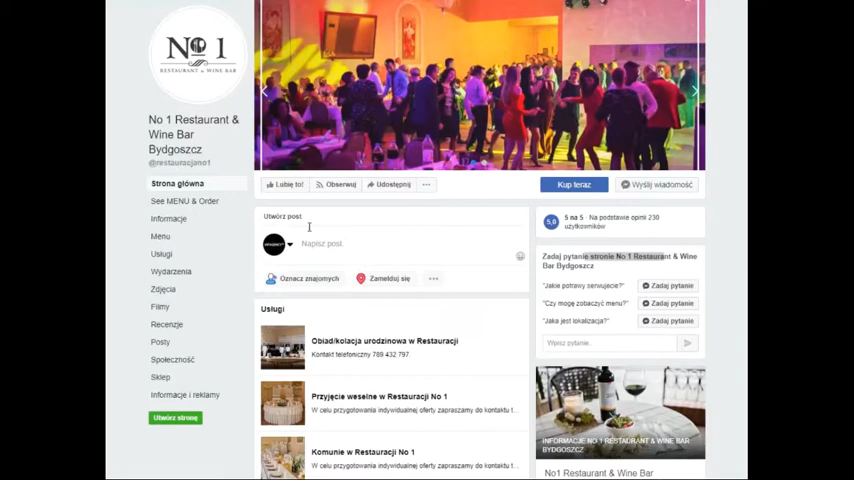 No 1
RESTAURANT & WINE BAR
No 1 Restaurant &
Wine Bar
Bydgoszcz
@restauracjano1
Strona główna
See MENU & Order
Informacje
Menu
Usługi
Wydarzenia
Zdjęcia
Filmy
Recenzje
Posty
Społeczność
Sklep
Informacje i reklamy
Utwórz stronę
Lubię to!
Obserwuj
Udostępnij
Kup teraz
Wyślij wiadomość
Utwórz post
Napisz post.
Oznacz znajomych
Zamelduj się
Usługi
Obiad/kolacja urodzinowa w Restauracji
Kontakt telefoniczny 789 432 797.
Przyjęcie weselne w Restauracji No 1
W celu przygotowania indywidualnej oferty zapraszamy do kontaktu t...
Komunie w Restauracji No 1
W celu przygotowania indywidualnej oferty zapraszamy do kontaktu t...
5,0
5 na 5 · Na podstawie opinii 230
użytkowników
Zadaj pytanie stronie No 1 Restaurant & Wine
Bar Bydgoszcz
"Jakie potrawy serwujecie?"
Zadaj pytanie
"Czy mogę zobaczyć menu?"
Zadaj pytanie
"Jaka jest lokalizacja?"
Zadaj pytanie
Wpisz pytanie.
INFORMACJE NO 1 RESTAURANT & WINE BAR
BYDGOSZCZ
No1 Restaurant & Wine Bar